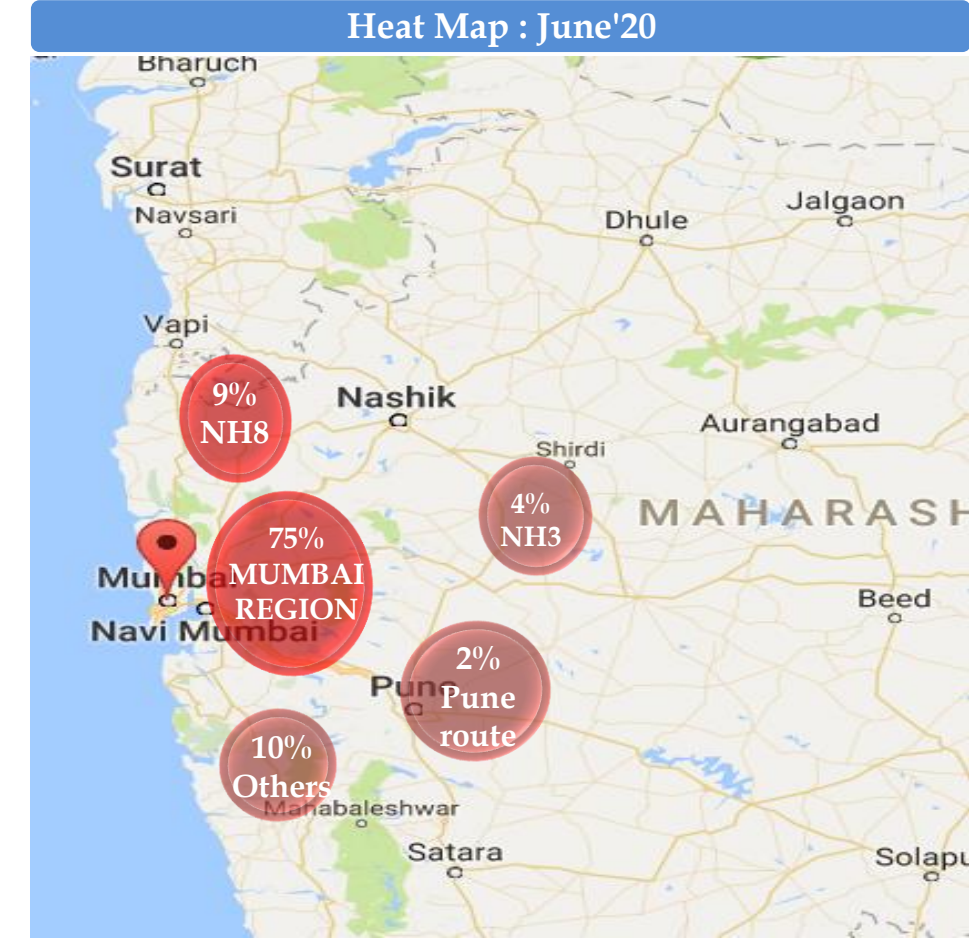 Heat Map : June'20
Bharuch
Surat
Navsari
Dhule
Jalgaon
Vapi
9%
NH8
Nashik
Aurangabad
Shirdi
4%
NH3
MAHARASH
75%
MUMBAI
REGION
Mumbai
Navi Mumbai
Beed
2%
Pune
route
Pune
10%
Others
Mahabaleshwar
Satara
Solapu